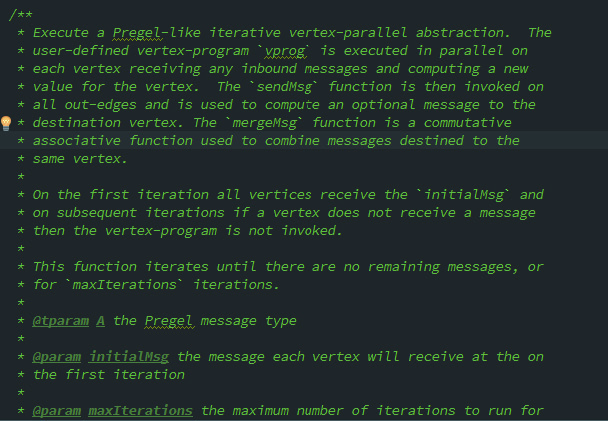 /**
 * Execute a Pregel-like iterative vertex-parallel abstraction.  The
 * user-defined vertex-program `vprog` is executed in parallel on
 * each vertex receiving any inbound messages and computing a new
 * value for the vertex.  The `sendMsg` function is then invoked on
 * all out-edges and is used to compute an optional message to the
 * destination vertex. The `mergeMsg` function is a commutative
 * associative function used to combine messages destined to the
 * same vertex.
 *
 * On the first iteration all vertices receive the `initialMsg` and
 * on subsequent iterations if a vertex does not receive a message
 * then the vertex-program is not invoked.
 *
 * This function iterates until there are no remaining messages, or
 * for `maxIterations` iterations.
 *
 * @tparam A the Pregel message type
 *
 * @param initialMsg the message each vertex will receive at the on
 * the first iteration
 *
 * @param maxIterations the maximum number of iterations to run for